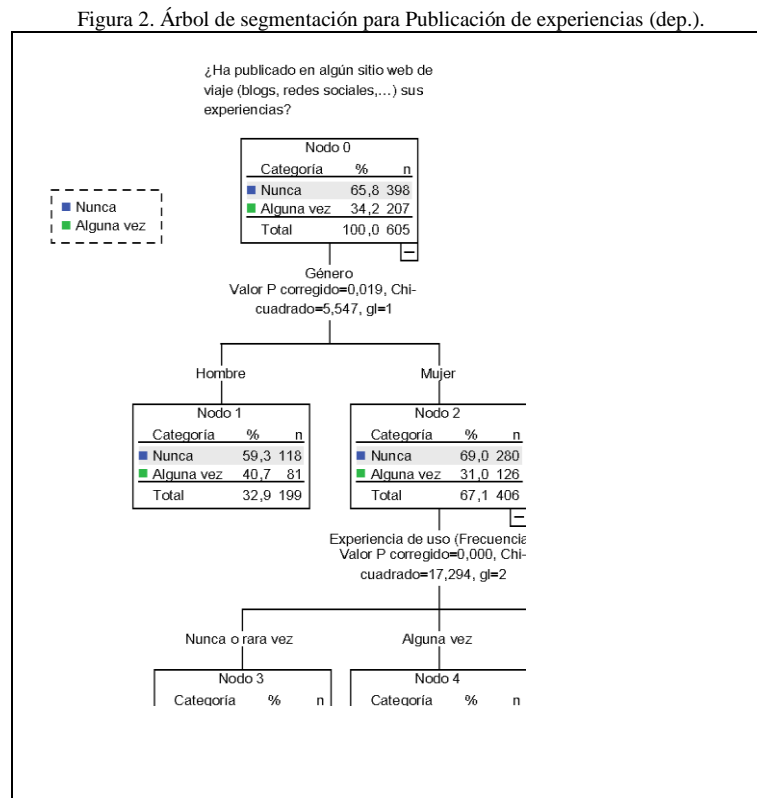 Figura 2. Árbol de segmentación para Publicación de experiencias (dep.).
¿Ha publicado en algún sitio web de
viaje (blogs, redes sociales,...) sus
experiencias?
Nodo 0
Categoría % n
Nunca 65,8 398
Alguna vez 34,2 207
Total 100,0 605
Nunca
Alguna vez
Género
Valor P corregido=0,019, Chi-
cuadrado=5,547, gl=1
Hombre
Mujer
Nodo 1
Categoría % n
Nunca 59,3 118
Alguna vez 40,7 81
Total 32,9 199
Nodo 2
Categoría % n
Nunca 69,0 280
Alguna vez 31,0 126
Total 67,1 406
Experiencia de uso (Frecuencia
Valor P corregido=0,000, Chi-
cuadrado=17,294, gl=2
Nunca o rara vez
Alguna vez
Nodo 3
Categoría % n
Nodo 4
Categoría % n